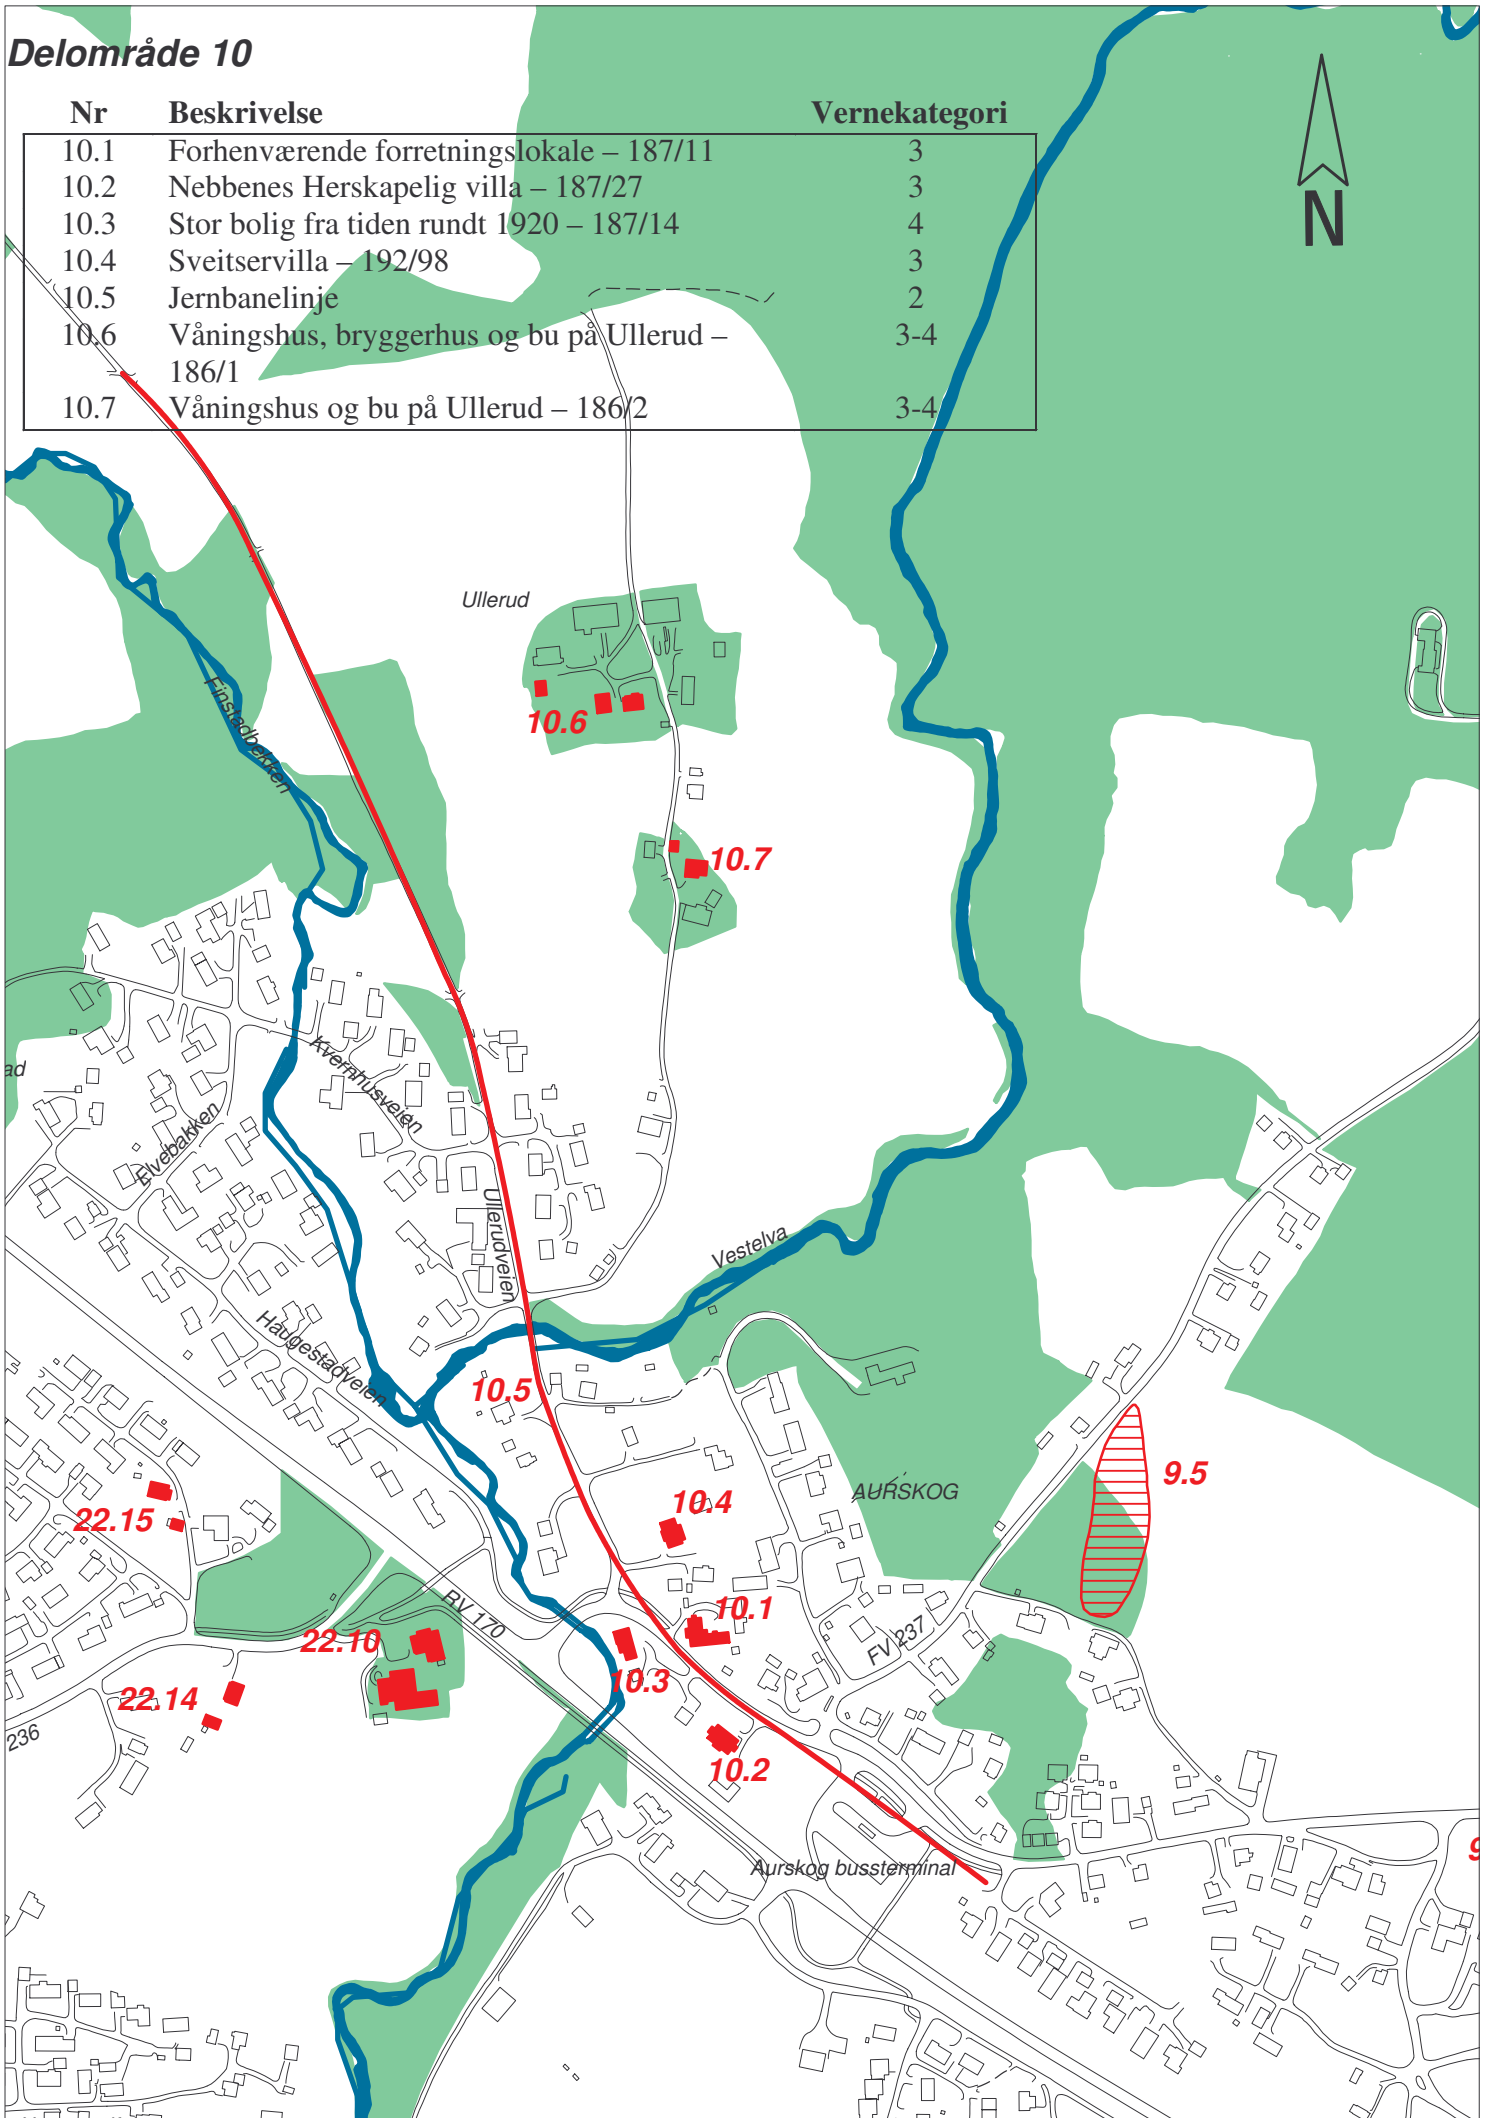 Delområde 10
Nr Beskrivelse Vernekategori
10.1 Forhenværende forretningslokale – 187/11 3
10.2 Nebbenes Herskapelig villa – 187/27 3
10.3 Stor bolig fra tiden rundt 1920 – 187/14 4
10.4 Sveitservilla – 192/98 3
10.5 Jernbanelinje 2
10.6 Våningshus, bryggerhus og bu på Ullerud – 3-4
186/1
10.7 Våningshus og bu på Ullerud – 186/2 3-4
N
Ullerud
10.6
Finstadbekken
10.7
ad
Kvernhusveien
Elvebakken
Ullerudveien
Vestelva
Haugestadveien
10.5
9.5
22.15
10.4
AURSKOG
RV 170
10.1
22.10
FV 237
10.3
22.14
236
10.2
9
Aurskog bussterminal